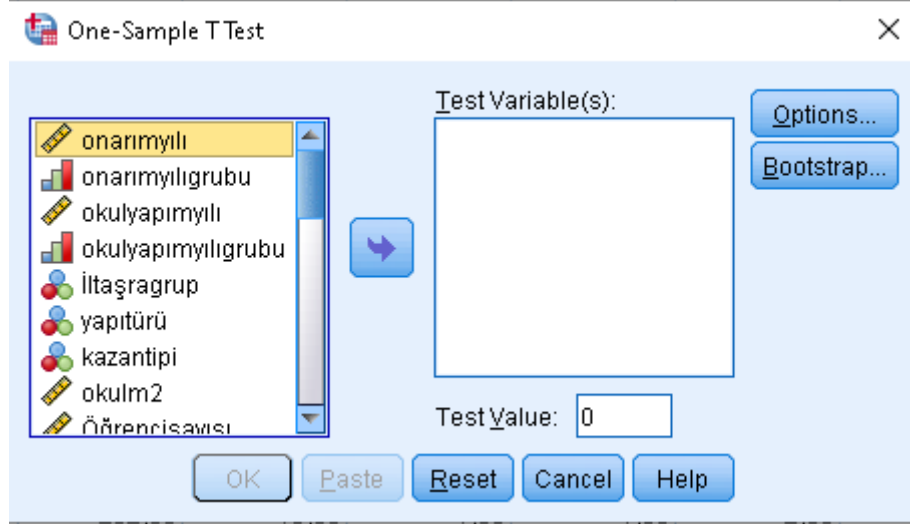 One-Sample T Test
onarımyılı
onarımyılıgrubu
okulyapımyılı
okulyapımyılıgrubu
İltaşragrup
yapıtürü
kazantipi
okulm2
Öğrencisayısı
Test Variable(s):
Test Value: 0
Options...
Bootstrap...
OK Paste Reset Cancel Help